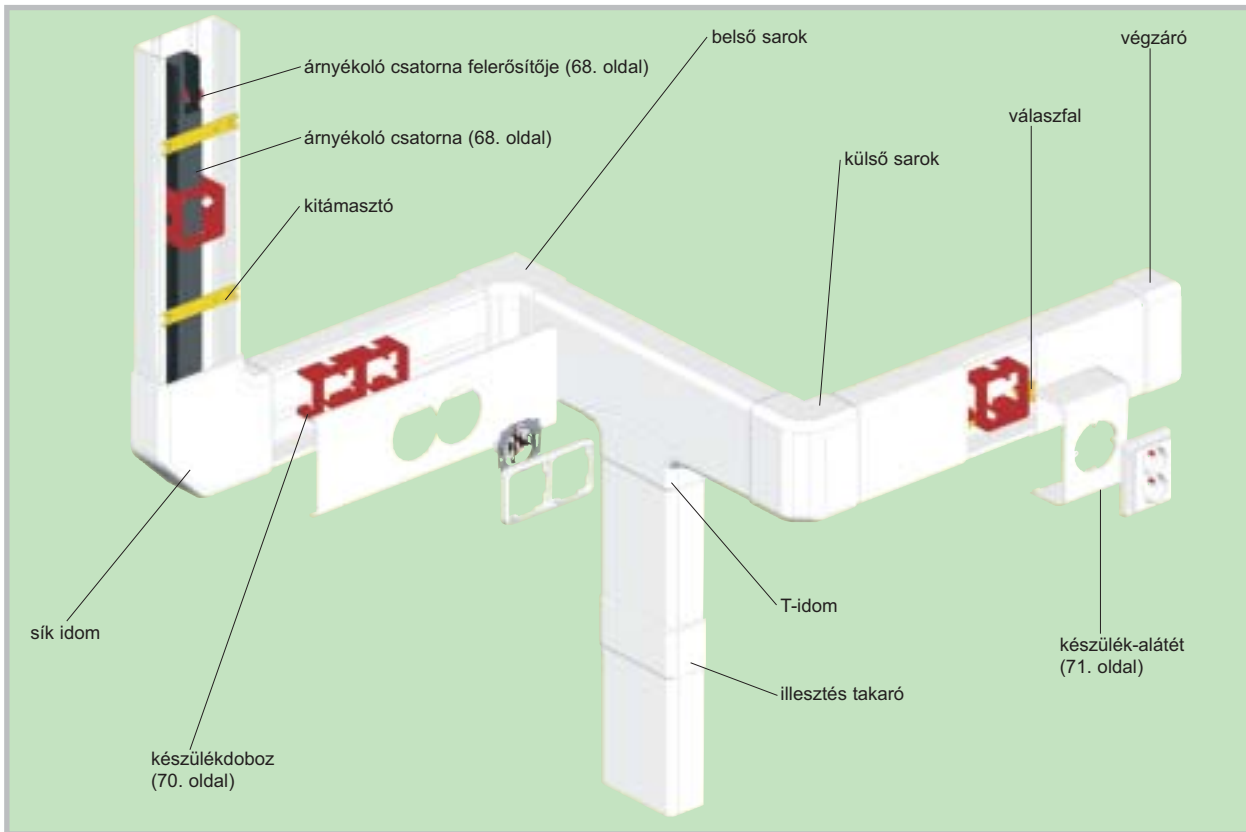 belső sarok
végzáró
árnyékoló csatorna felerősítője (68. oldal)
válaszfal
árnyékoló csatorna (68. oldal)
külső sarok
kitámasztó
T-idom
sík idom
készülék-alátét
(71. oldal)
illesztés takaró
készülékdoboz
(70. oldal)